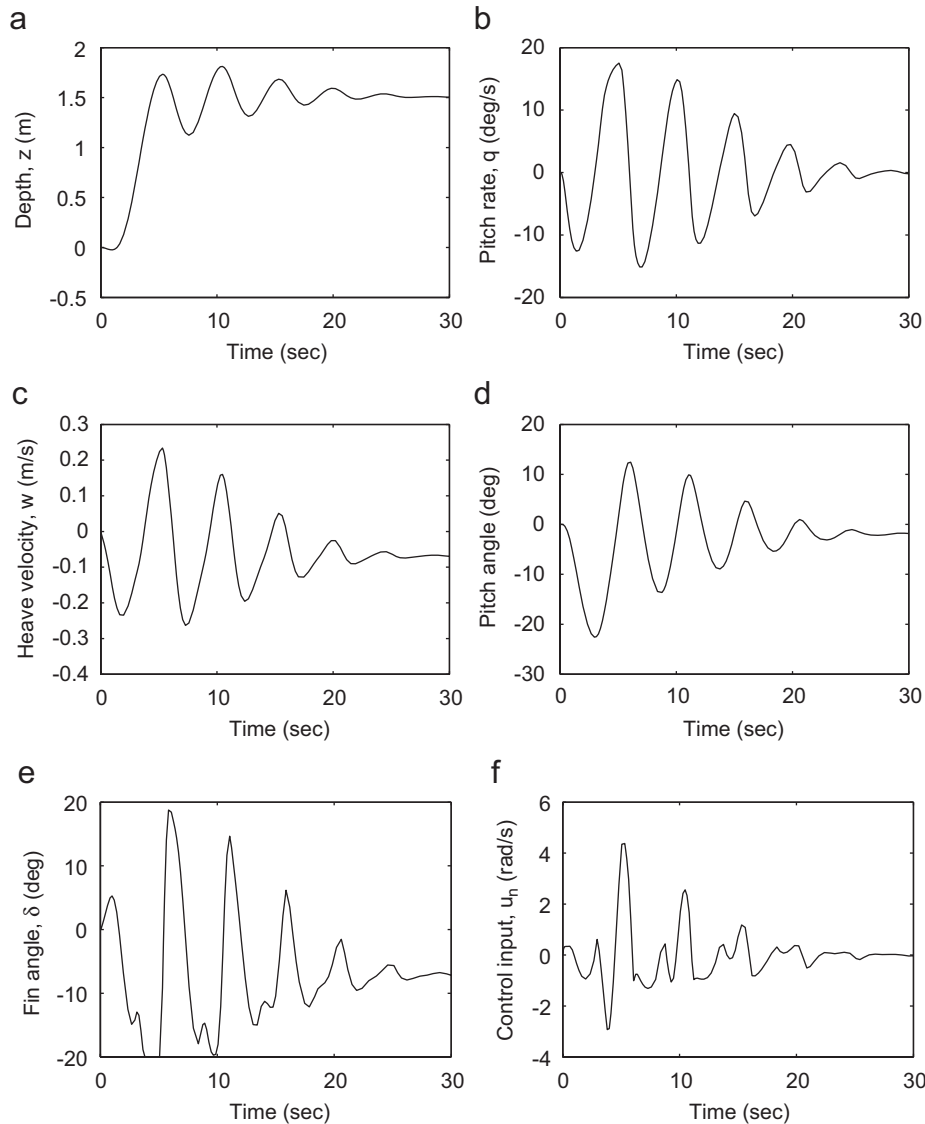 a
2
1.5
1
0.5
0
-0.5
Depth, z (m)
0 10 20 30
Time (sec)
b
20
10
0
-10
-20
Pitch rate, q (deg/s)
0 10 20 30
Time (sec)
c
0.3
0.2
0.1
0
-0.1
-0.2
-0.3
-0.4
Heave velocity, w (m/s)
0 10 20 30
Time (sec)
d
20
10
0
-10
-20
-30
Pitch angle (deg)
0 10 20 30
Time (sec)
e
20
10
0
-10
-20
Fin angle, δ (deg)
0 10 20 30
Time (sec)
f
6
4
2
0
-2
-4
Control input, uₙ (rad/s)
0 10 20 30
Time (sec)